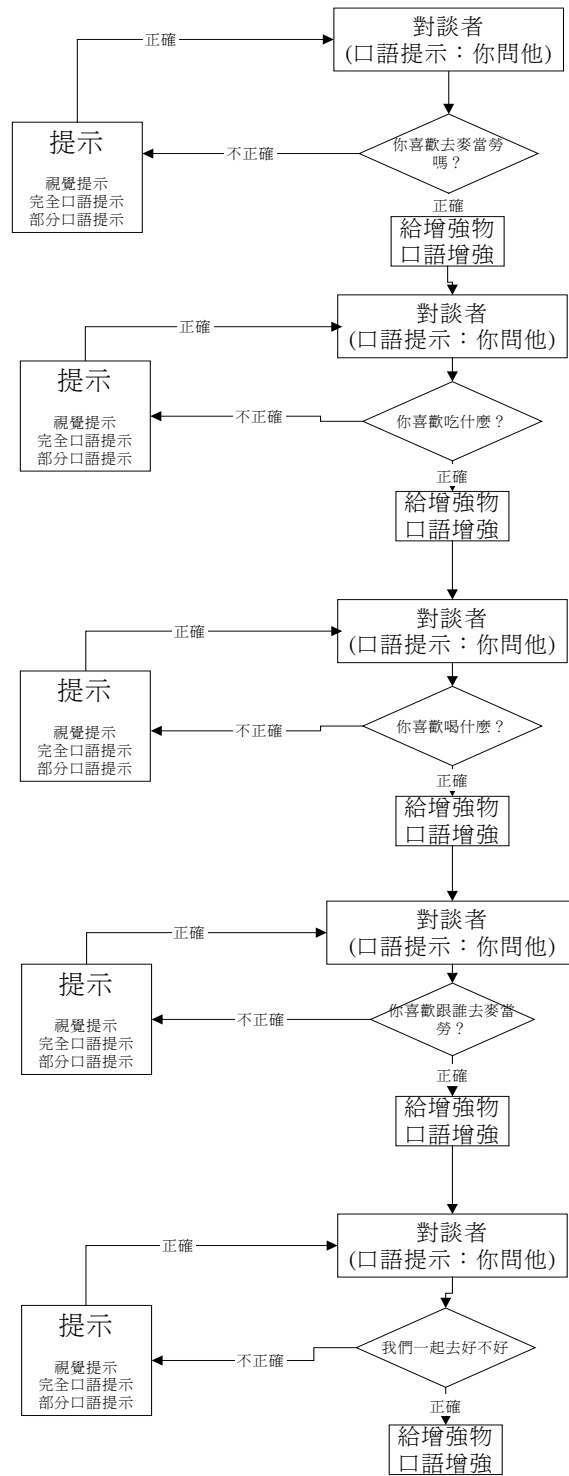 對談者
(口語提示：你問他)
正確
提示
視覺提示
完全口語提示
部分口語提示
不正確
你喜歡去麥當勞
嗎？
正確
給增強物
口語增強
對談者
(口語提示：你問他)
正確
提示
視覺提示
完全口語提示
部分口語提示
不正確
你喜歡吃什麼？
正確
給增強物
口語增強
對談者
(口語提示：你問他)
正確
提示
視覺提示
完全口語提示
部分口語提示
不正確
你喜歡喝什麼？
正確
給增強物
口語增強
對談者
(口語提示：你問他)
正確
提示
視覺提示
完全口語提示
部分口語提示
不正確
你喜歡跟誰去麥當
勞？
正確
給增強物
口語增強
對談者
(口語提示：你問他)
正確
提示
視覺提示
完全口語提示
部分口語提示
不正確
我們一起去好不好
正確
給增強物
口語增強